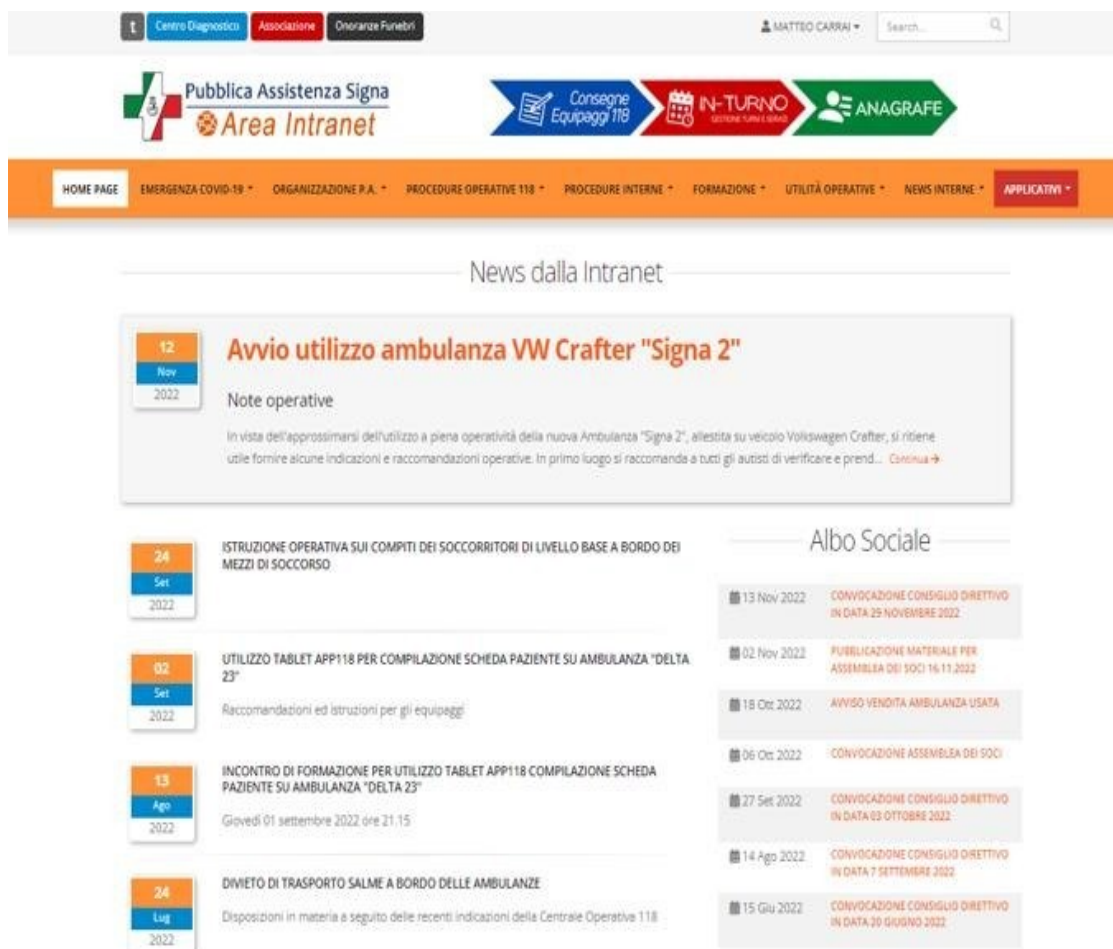 t Centro Diagnostico Associazione Onoranze Funebri MATTEO CARRAI Search...
Pubblica Assistenza Signa
Area Intranet
Consegne
Equipaggi 118
IN-TURNO
GESTIONE TURNI E SERVIZI
ANAGRAFE
HOME PAGE EMERGENZA COVID-19 ORGANIZZAZIONE P.A. PROCEDURE OPERATIVE 118 PROCEDURE INTERNE FORMAZIONE UTILITÀ OPERATIVE NEWS INTERNE APPLICATIVI
News dalla Intranet
12
Nov
2022
Avvio utilizzo ambulanza VW Crafter "Signa 2"
Note operative
In vista dell'approssimarsi dell'utilizzo a piena operatività della nuova Ambulanza "Signa 2", allestita su veicolo Volkswagen Crafter, si ritiene
utile fornire alcune indicazioni e raccomandazioni operative. In primo luogo si raccomanda a tutti gli autisti di verificare e prend... Continua →
24
Set
2022
ISTRUZIONE OPERATIVA SUI COMPITI DEI SOCCORRITORI DI LIVELLO BASE A BORDO DEI
MEZZI DI SOCCORSO
02
Set
2022
UTILIZZO TABLET APP118 PER COMPILAZIONE SCHEDA PAZIENTE SU AMBULANZA "DELTA
23"
Raccomandazioni ed istruzioni per gli equipaggi
13
Ago
2022
INCONTRO DI FORMAZIONE PER UTILIZZO TABLET APP118 COMPILAZIONE SCHEDA
PAZIENTE SU AMBULANZA "DELTA 23"
Giovedì 01 settembre 2022 ore 21.15
24
Lug
2022
DIVIETO DI TRASPORTO SALME A BORDO DELLE AMBULANZE
Disposizioni in materia a seguito delle recenti indicazioni della Centrale Operativa 118
Albo Sociale
13 Nov 2022 CONVOCAZIONE CONSIGLIO DIRETTIVO
IN DATA 29 NOVEMBRE 2022
02 Nov 2022 PUBBLICAZIONE MATERIALE PER
ASSEMBLEA DEI SOCI 16.11.2022
18 Ott 2022 AVVISO VENDITA AMBULANZA USATA
06 Ott 2022 CONVOCAZIONE ASSEMBLEA DEI SOCI
27 Set 2022 CONVOCAZIONE CONSIGLIO DIRETTIVO
IN DATA 03 OTTOBRE 2022
14 Ago 2022 CONVOCAZIONE CONSIGLIO DIRETTIVO
IN DATA 7 SETTEMBRE 2022
15 Giu 2022 CONVOCAZIONE CONSIGLIO DIRETTIVO
IN DATA 20 GIUGNO 2022